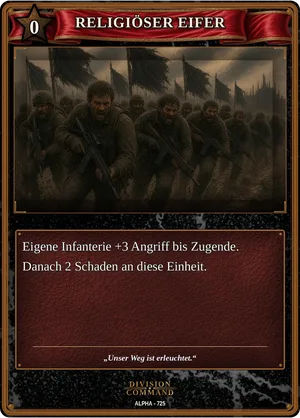 0
RELIGIÖSER EIFER
Eigene Infanterie +3 Angriff bis Zugende.
Danach 2 Schaden an diese Einheit.
„Unser Weg ist erleuchtet.“
DIVISION
COMMAND
ALPHA - 725